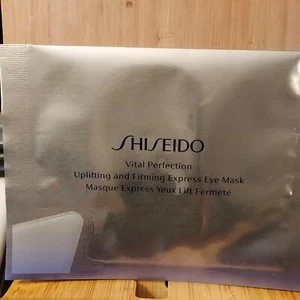 SHISEIDO
Vital Perfection
Uplifting and Firming Express Eye Mask
Masque Express Yeux Lift Fermeté